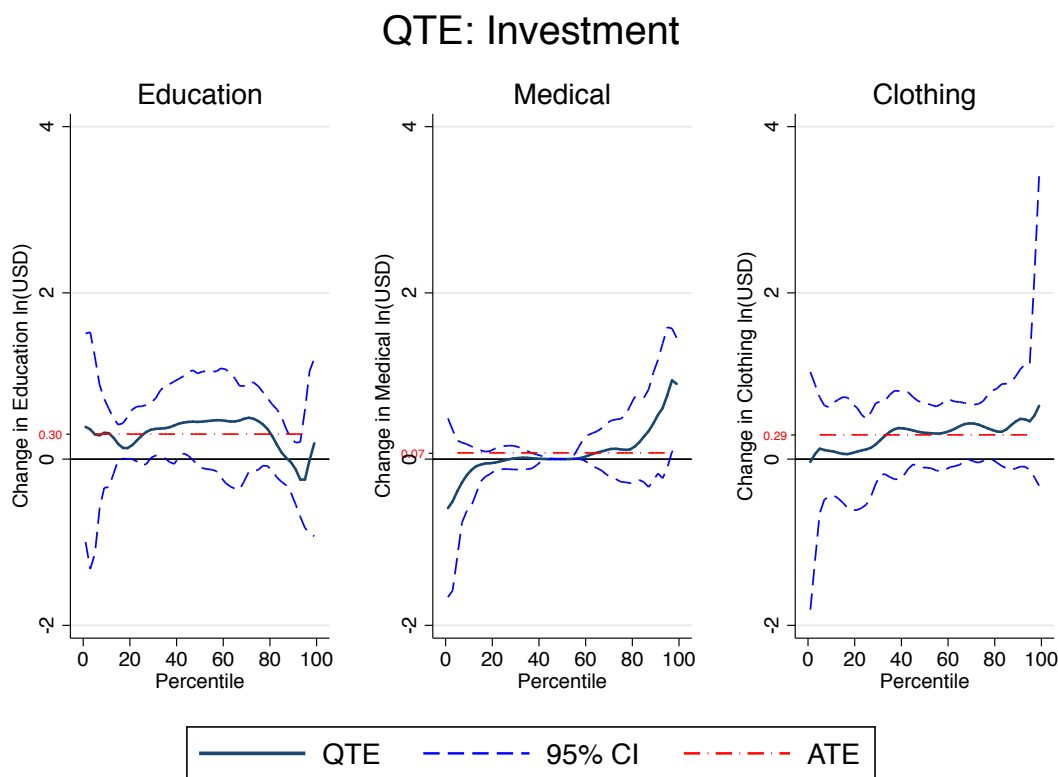 QTE: Investment
Education
Change in Education ln(USD)
4
2
0.30
0
-2
0 20 40 60 80 100
Percentile
Medical
Change in Medical ln(USD)
4
2
0.07
0
-2
0 20 40 60 80 100
Percentile
Clothing
Change in Clothing ln(USD)
4
2
0.29
0
-2
0 20 40 60 80 100
Percentile
QTE 95% CI ATE